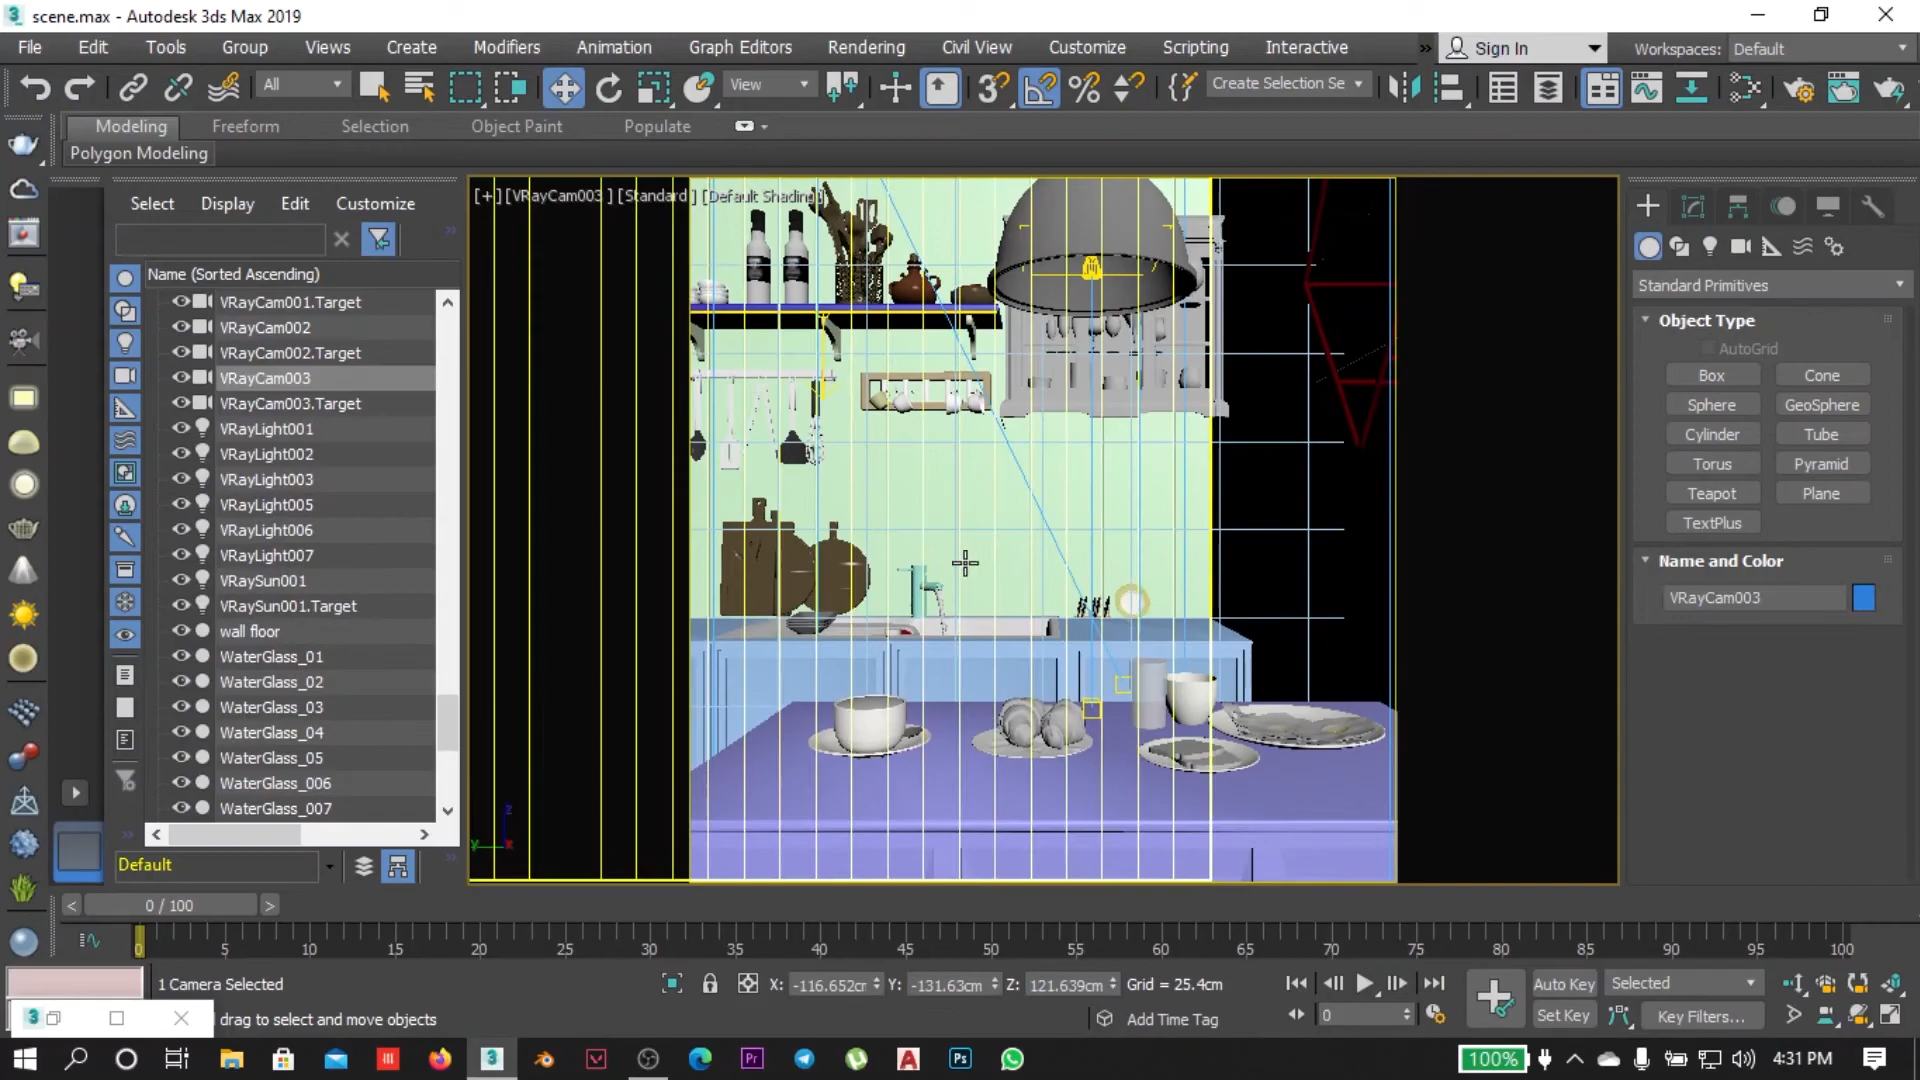 scene.max - Autodesk 3ds Max 2019
File Edit Tools Group Views Create Modifiers Animation Graph Editors Rendering Civil View Customize Scripting Interactive Sign In Workspaces: Default
All View Create Selection Se
Modeling Freeform Selection Object Paint Populate
Polygon Modeling
Select Display Edit Customize
Name (Sorted Ascending)
VRayCam001.Target
VRayCam002
VRayCam002.Target
VRayCam003
VRayCam003.Target
VRayLight001
VRayLight002
VRayLight003
VRayLight005
VRayLight006
VRayLight007
VRaySun001
VRaySun001.Target
wall floor
WaterGlass_01
WaterGlass_02
WaterGlass_03
WaterGlass_04
WaterGlass_05
WaterGlass_006
WaterGlass_007
Default
[+] [VRayCam003 ] [Standard ] [Default Shading ]
z
y x
Standard Primitives
Object Type
AutoGrid
Box Cone
Sphere GeoSphere
Cylinder Tube
Torus Pyramid
Teapot Plane
TextPlus
Name and Color
VRayCam003
0 / 100
0 5 10 15 20 25 30 35 40 45 50 55 60 65 70 75 80 85 90 95 100
1 Camera Selected X: -116.652cm Y: -131.63cm Z: 121.639cm Grid = 25.4cm Auto Key Selected
drag to select and move objects Add Time Tag 0 Set Key Key Filters...
100% 4:31 PM